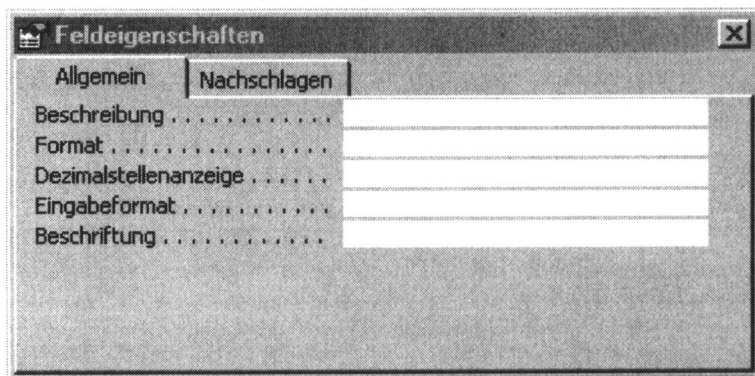 Feldeigenschaften
Allgemein Nachschlagen
Beschreibung . . . . . . . . . . . .
Format . . . . . . . . . . . . . . . .
Dezimalstellenanzeige . . . . . .
Eingabeformat . . . . . . . . . . .
Beschriftung . . . . . . . . . . . .